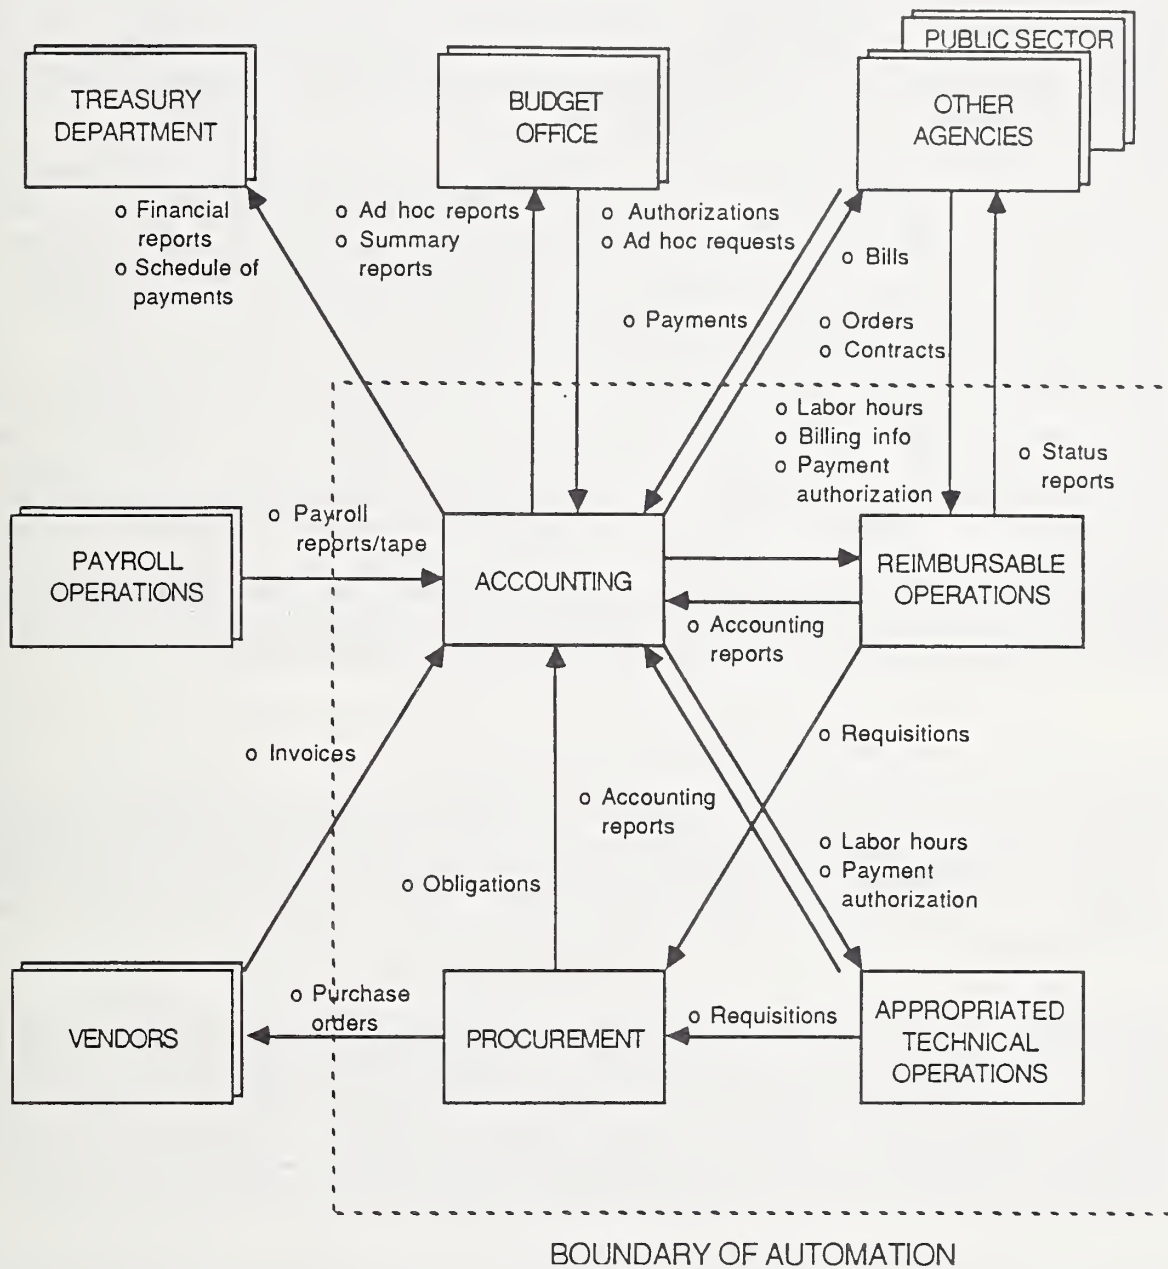 PUBLIC SECTOR
TREASURY
DEPARTMENT
BUDGET
OFFICE
OTHER
AGENCIES
o Financial
reports
o Schedule of
payments
o Ad hoc reports
o Summary
reports
o Authorizations
o Ad hoc requests
o Bills
o Payments
o Orders
o Contracts
o Labor hours
o Billing info
o Payment
authorization
o Status
reports
o Payroll
reports/tape
PAYROLL
OPERATIONS
ACCOUNTING
REIMBURSABLE
OPERATIONS
o Accounting
reports
o Requisitions
o Invoices
o Accounting
reports
o Labor hours
o Payment
authorization
o Obligations
o Purchase
orders
o Requisitions
VENDORS
PROCUREMENT
APPROPRIATED
TECHNICAL
OPERATIONS
BOUNDARY OF AUTOMATION